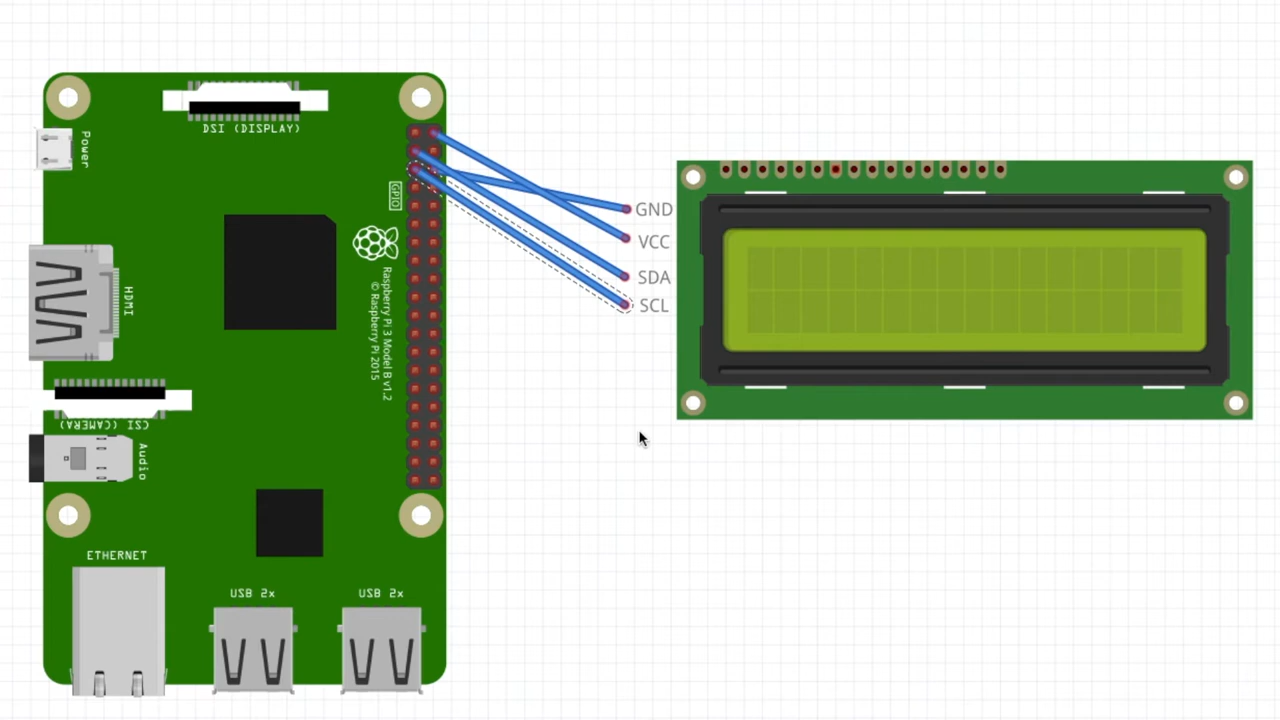 DSI (DISPLAY)
Power
GPIO
GND
VCC
SDA
SCL
HDMI
Raspberry Pi 3 Model B v1.2
© Raspberry Pi 2015
CSI (CAMERA)
Audio
ETHERNET
USB 2x
USB 2x